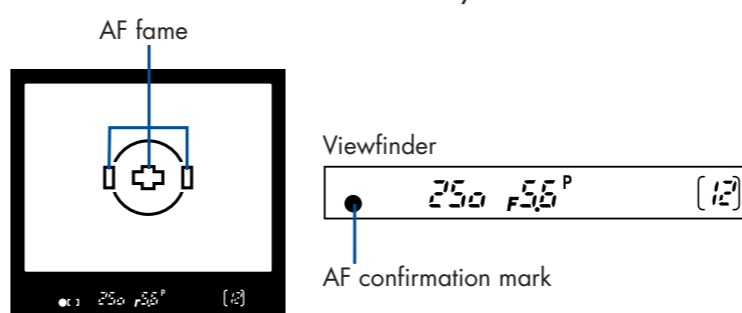 AF fame
Viewfinder
250 F5.6 P [12]
AF confirmation mark
250 F5.6 P [12]